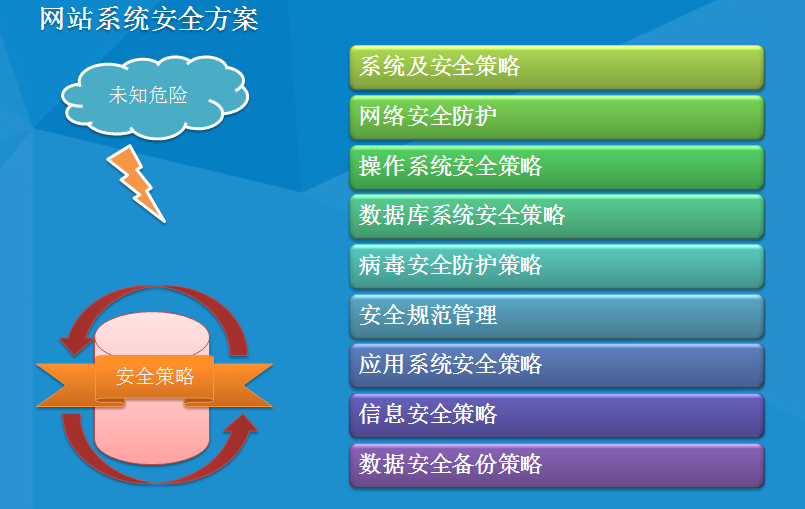 网站系统安全方案
未知危险
安全策略
系统及安全策略
网络安全防护
操作系统安全策略
数据库系统安全策略
病毒安全防护策略
安全规范管理
应用系统安全策略
信息安全策略
数据安全备份策略